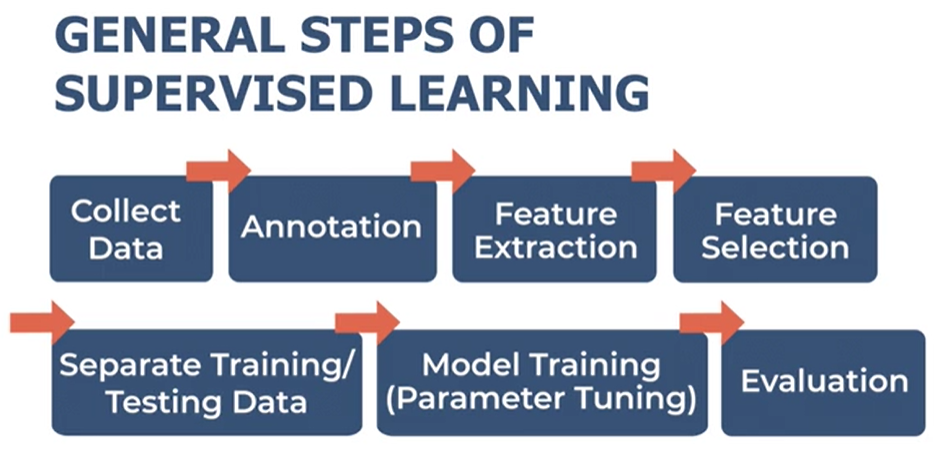 GENERAL STEPS OF
SUPERVISED LEARNING
Collect
Data
Annotation
Feature
Extraction
Feature
Selection
Separate Training/
Testing Data
Model Training
(Parameter Tuning)
Evaluation